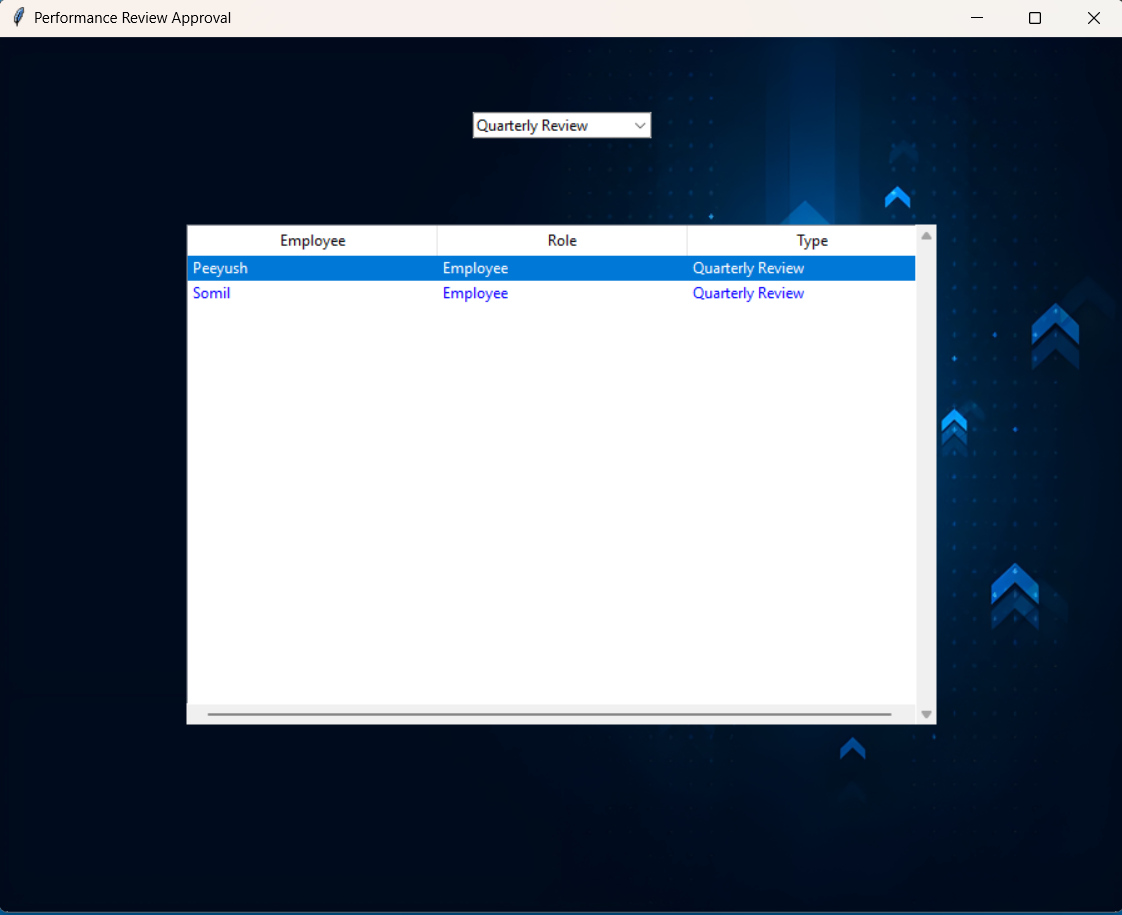 Performance Review Approval
Quarterly Review
Employee Role Type
Peeyush Employee Quarterly Review
Somil Employee Quarterly Review